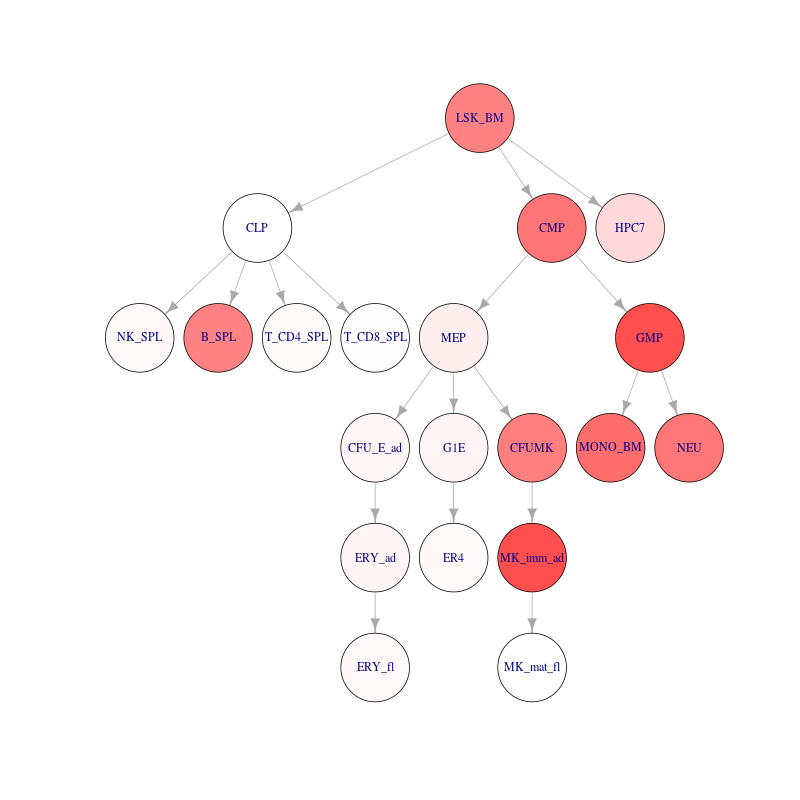 LSK_BM
CLP
CMP
HPC7
NK_SPL
B_SPL
T_CD4_SPL
T_CD8_SPL
MEP
GMP
CFU_E_ad
G1E
CFUMK
MONO_BM
NEU
ERY_ad
ER4
MK_imm_ad
ERY_fl
MK_mat_fl